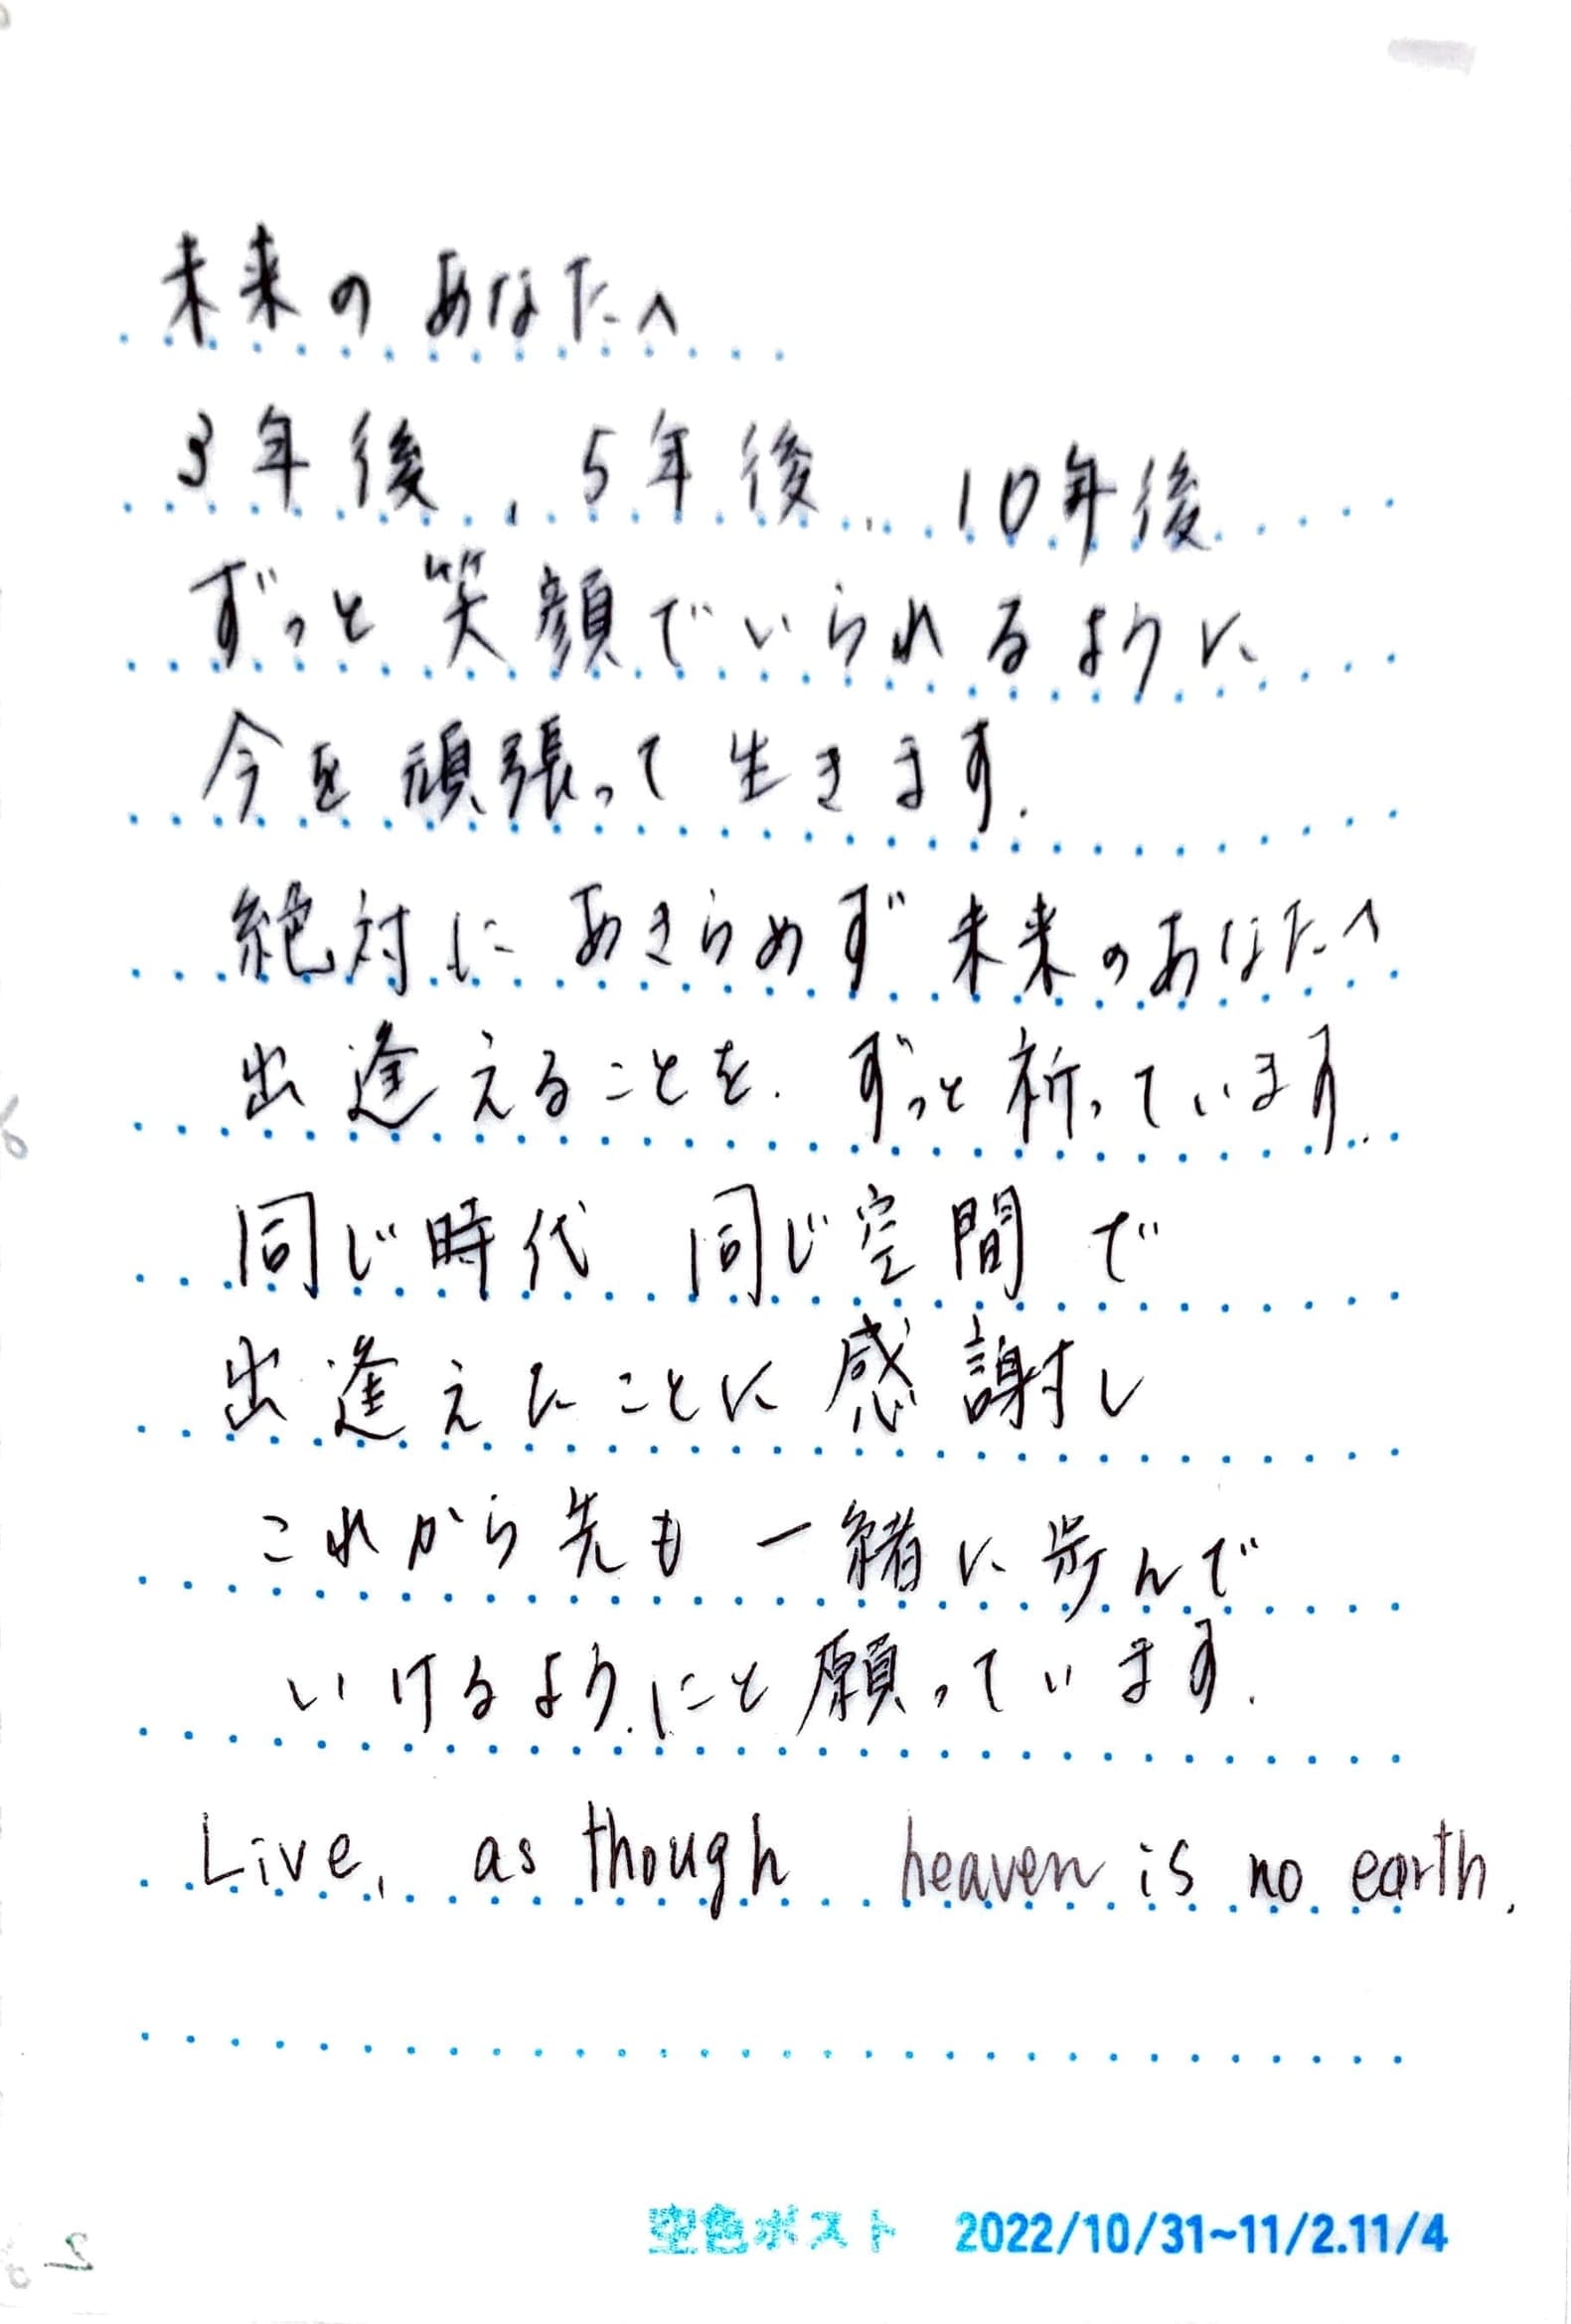 未来のあなたへ
3年後、5年後、10年後
ずっと笑顔でいられるように
今を頑張って生きます.
絶対にあきらめず 未来のあなたへ
出逢えることを. ずっと祈っています.
同じ時代 同じ空間で
出逢えたことに感謝し
これから先も一緒に歩んで
いけるように.と願っています.
Live, as though heaven is no earth.
空色ポスト 2022/10/31~11/2.11/4